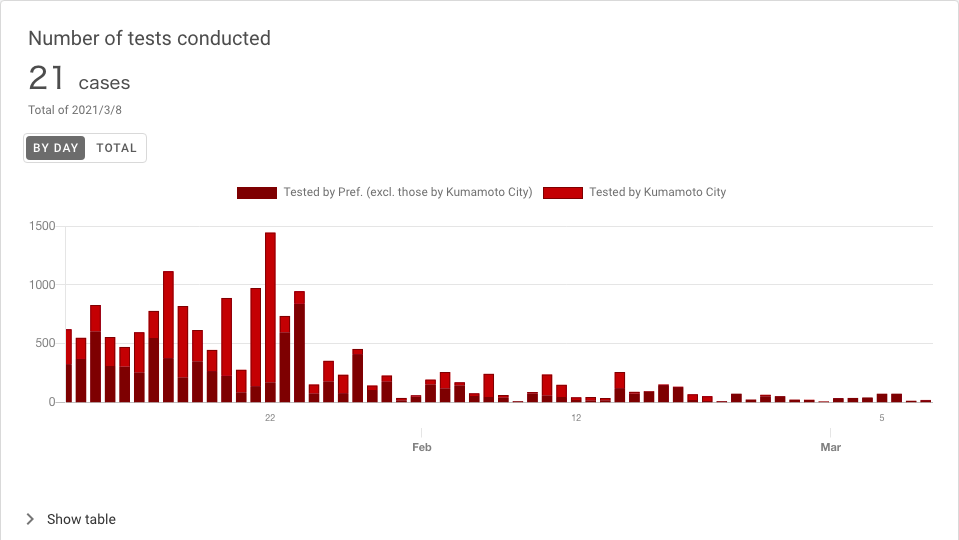 Number of tests conducted
21 cases
Total of 2021/3/8
BY DAY TOTAL
Tested by Pref. (excl. those by Kumamoto City) Tested by Kumamoto City
1500
1000
500
0
22 12 5
Feb Mar
Show table